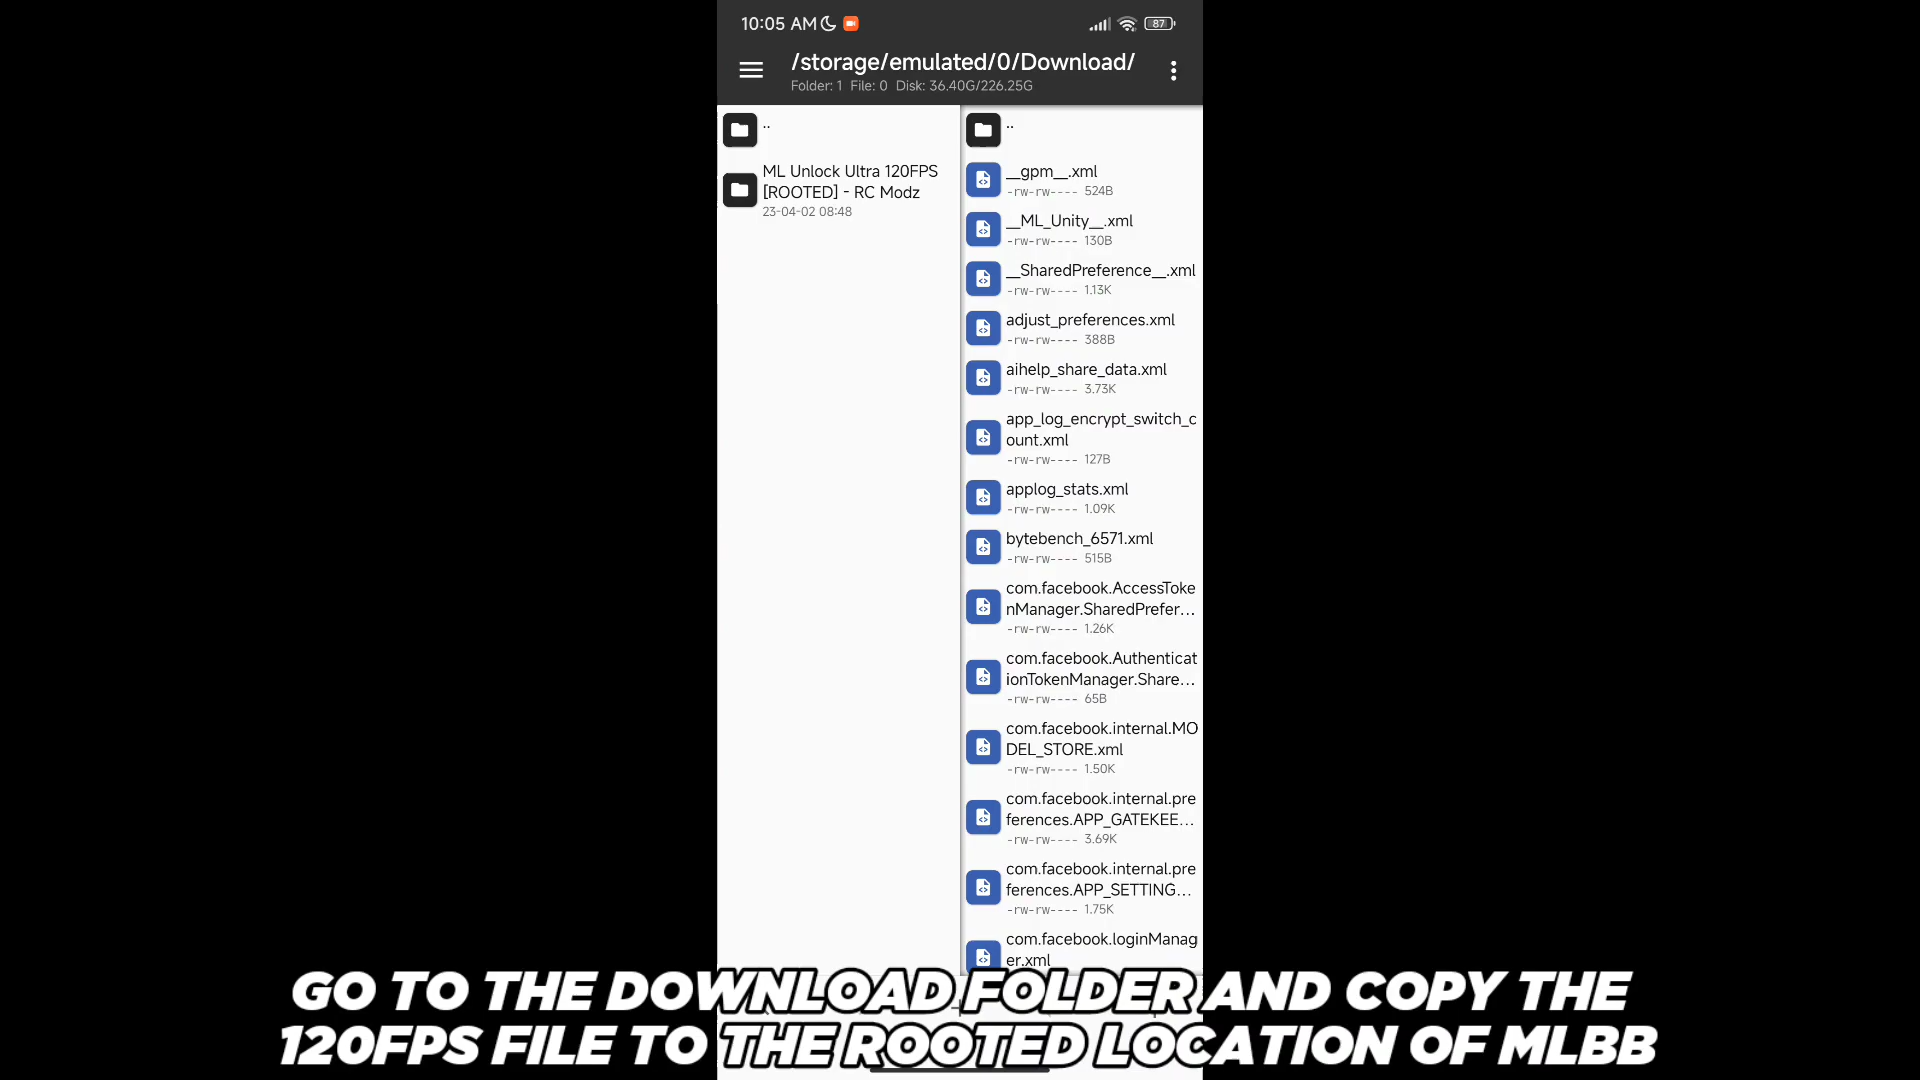 10:05 AM
87
/storage/emulated/0/Download/
Folder: 1 File: 0 Disk: 36.40G/226.25G
..
ML Unlock Ultra 120FPS
[ROOTED] - RC Modz
23-04-02 08:48
..
__gpm__.xml
-rw-rw---- 524B
__ML_Unity__.xml
-rw-rw---- 130B
__SharedPreference__.xml
-rw-rw---- 1.13K
adjust_preferences.xml
-rw-rw---- 388B
aihelp_share_data.xml
-rw-rw---- 3.73K
app_log_encrypt_switch_c
ount.xml
-rw-rw---- 127B
applog_stats.xml
-rw-rw---- 1.09K
bytebench_6571.xml
-rw-rw---- 515B
com.facebook.AccessToke
nManager.SharedPrefer...
-rw-rw---- 1.26K
com.facebook.Authenticat
ionTokenManager.Share...
-rw-rw---- 65B
com.facebook.internal.MO
DEL_STORE.xml
-rw-rw---- 1.50K
com.facebook.internal.pre
ferences.APP_GATEKEE...
-rw-rw---- 3.69K
com.facebook.internal.pre
ferences.APP_SETTING...
-rw-rw---- 1.75K
com.facebook.loginManag
er.xml
GO TO THE DOWNLOAD FOLDER AND COPY THE
120FPS FILE TO THE ROOTED LOCATION OF MLBB